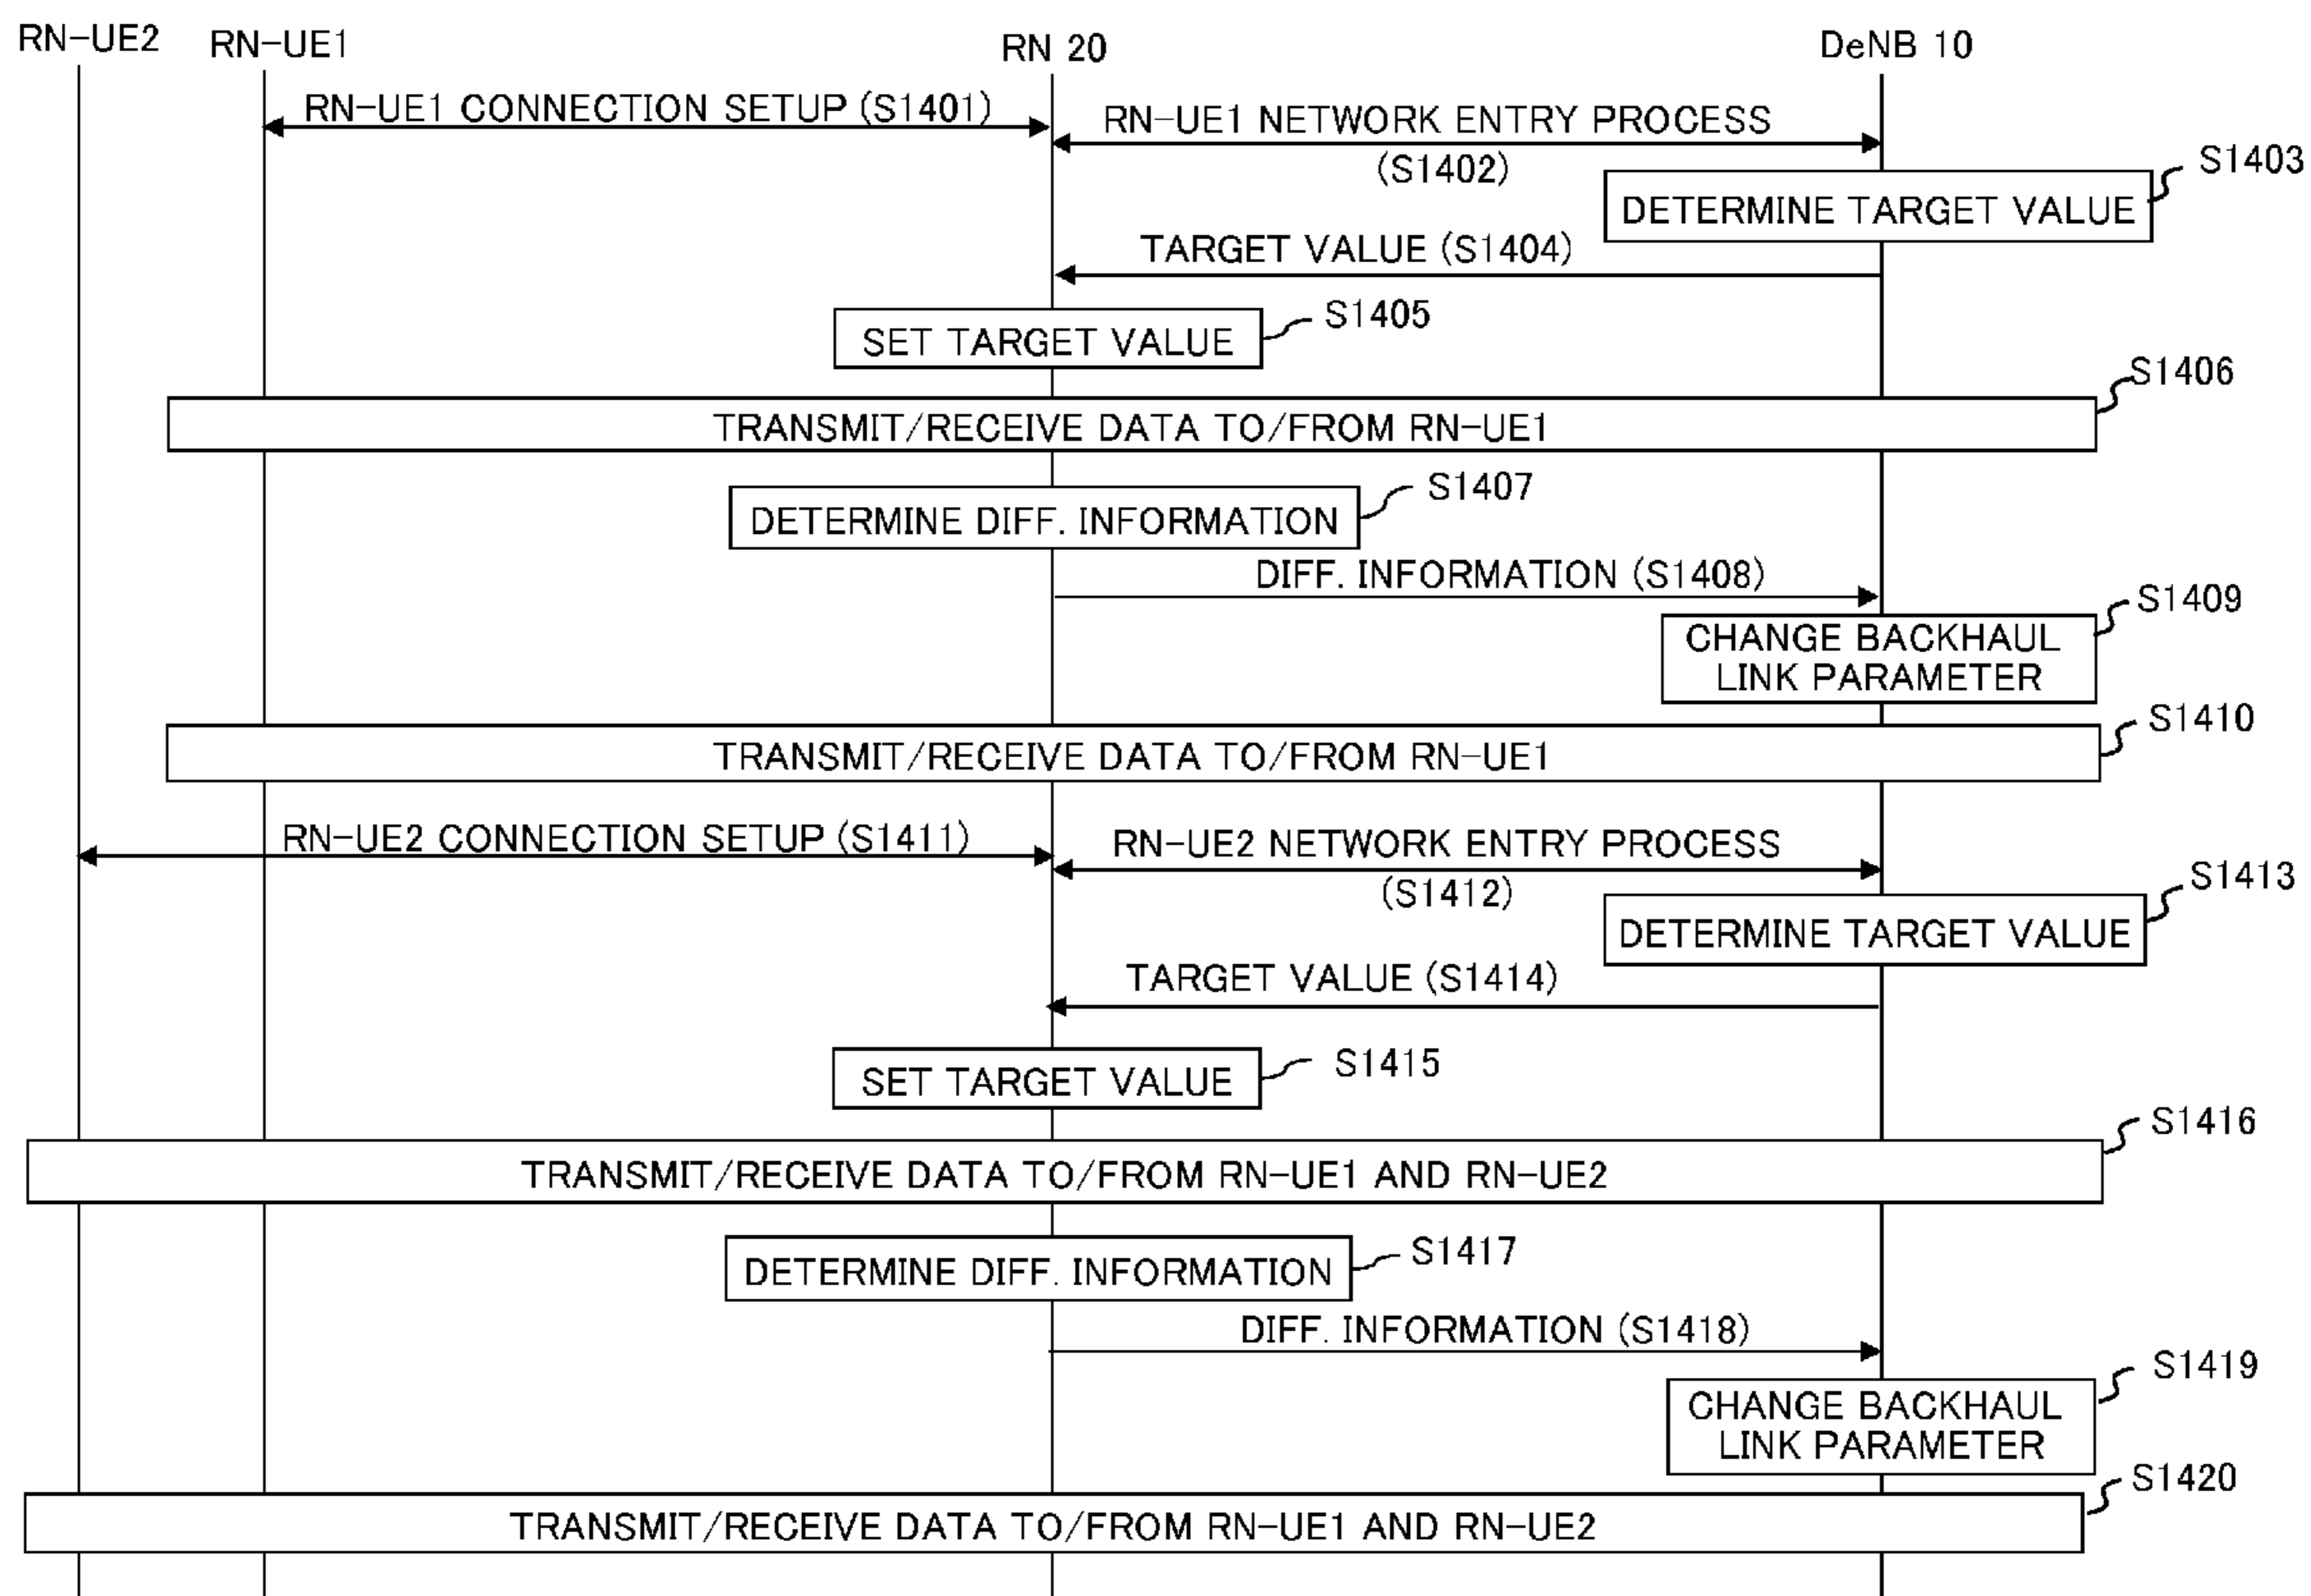 RN-UE2
RN-UE1
RN 20
DeNB 10
RN-UE1 CONNECTION SETUP (S1401)
RN-UE1 NETWORK ENTRY PROCESS
(S1402)
S1403
DETERMINE TARGET VALUE
TARGET VALUE (S1404)
S1405
SET TARGET VALUE
S1406
TRANSMIT/RECEIVE DATA TO/FROM RN-UE1
S1407
DETERMINE DIFF. INFORMATION
DIFF. INFORMATION (S1408)
S1409
CHANGE BACKHAUL
LINK PARAMETER
S1410
TRANSMIT/RECEIVE DATA TO/FROM RN-UE1
RN-UE2 CONNECTION SETUP (S1411)
RN-UE2 NETWORK ENTRY PROCESS
(S1412)
S1413
DETERMINE TARGET VALUE
TARGET VALUE (S1414)
S1415
SET TARGET VALUE
S1416
TRANSMIT/RECEIVE DATA TO/FROM RN-UE1 AND RN-UE2
S1417
DETERMINE DIFF. INFORMATION
DIFF. INFORMATION (S1418)
S1419
CHANGE BACKHAUL
LINK PARAMETER
S1420
TRANSMIT/RECEIVE DATA TO/FROM RN-UE1 AND RN-UE2